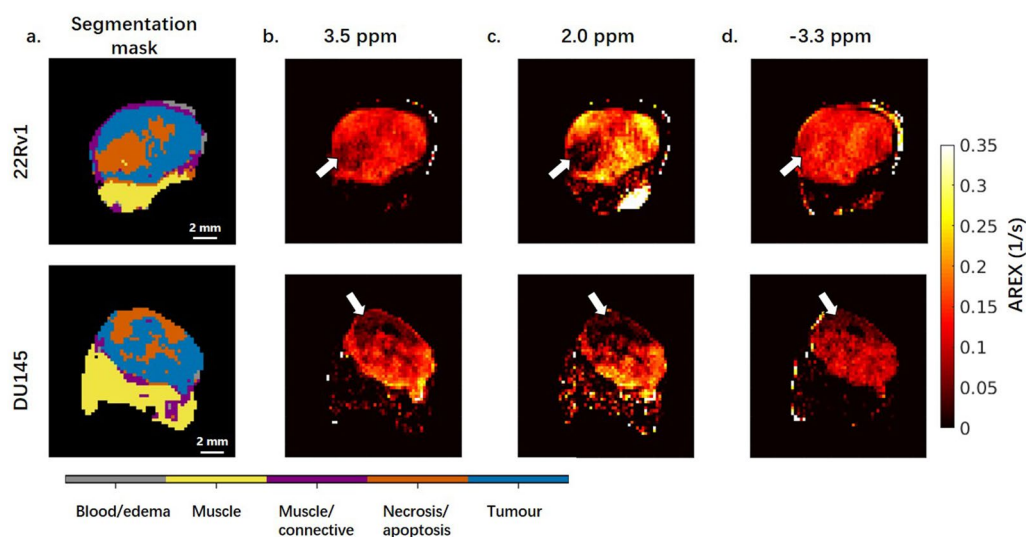 a.
Segmentation
mask
b.
3.5 ppm
c.
2.0 ppm
d.
-3.3 ppm
22Rv1
2 mm
DU145
2 mm
0.35
0.3
0.25
0.2
0.15
0.1
0.05
0
AREX (1/s)
Blood/edema
Muscle
Muscle/
connective
Necrosis/
apoptosis
Tumour